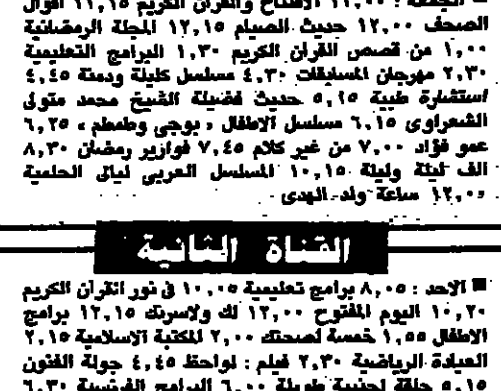 ■ الجمعة : ١١,٠٠ الافتتاح والقرآن الكريم ١١,١٥ اقوال
الصحف ١٢,٠٠ حديث الصيام ١٢,١٥ المجلة الرمضانية
١,٠٠ من قصص القرآن الكريم ١,٣٠ البرامج التعليمية
٢,٣٠ مهرجان المسابقات ٤,٣٠ مسلسل كليلة ودمنة ٤,٤٥
استشارة طبية ٥,١٥ حديث فضيلة الشيخ محمد متولى
الشعراوى ٦,١٥ مسلسل الاطفال « بوجى وطمطم » ٦,٢٥
عمو فؤاد ٧,٠٠ من غير كلام ٧,٤٥ فوازير رمضان ٨,٣٠
الف ليلة وليلة ١٠,١٥ المسلسل العربى ليالى الحلمية
١٢,٠٠ ساعة ولد الهدى
القناة الثانية
■ الاحد : ٨,٠٥ برامج تعليمية ١٠,٠٥ فى نور القرآن الكريم
١٠,٢٠ اليوم المفتوح ١٢,٠٠ لك ولاسرتك ١٢,١٥ برامج
الاطفال ١,٥٥ خمسة لصحتك ٢,٠٠ المكتبة الاسلامية ٢,١٥
العيادة الرياضية ٢,٣٠ فيلم : لواحظ ٤,٤٥ جولة الفنون
٥,١٥ حلقة اجنبية طويلة ٦,٠٠ البرامج الفرنسية ٦,٣٠